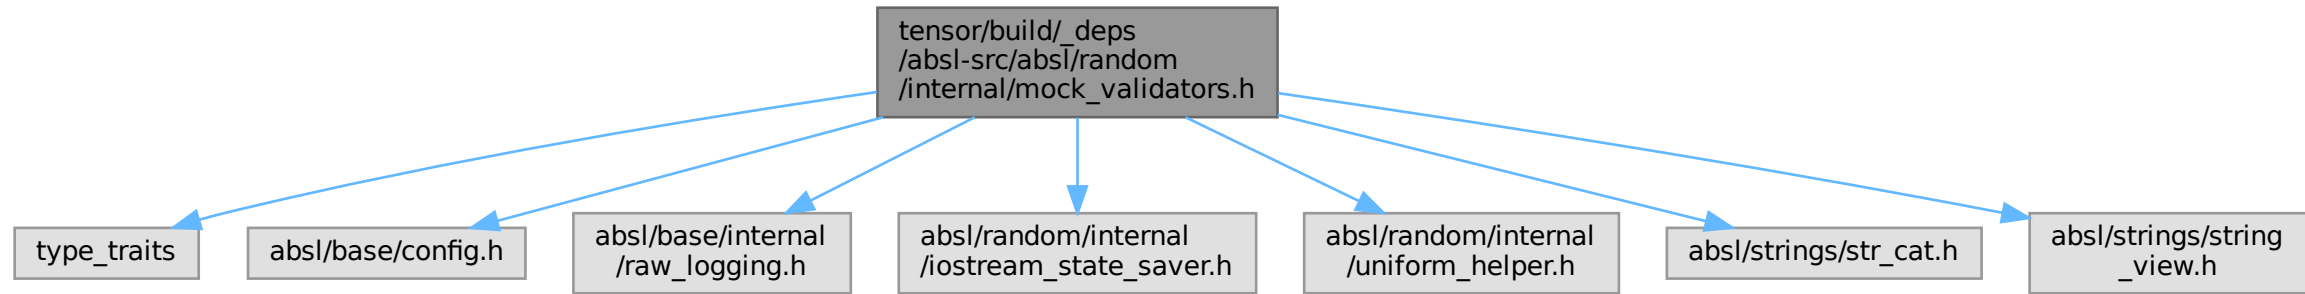 tensor/build/_deps
/absl-src/absl/random
/internal/mock_validators.h
type_traits
absl/base/config.h
absl/base/internal
/raw_logging.h
absl/random/internal
/iostream_state_saver.h
absl/random/internal
/uniform_helper.h
absl/strings/str_cat.h
absl/strings/string
_view.h